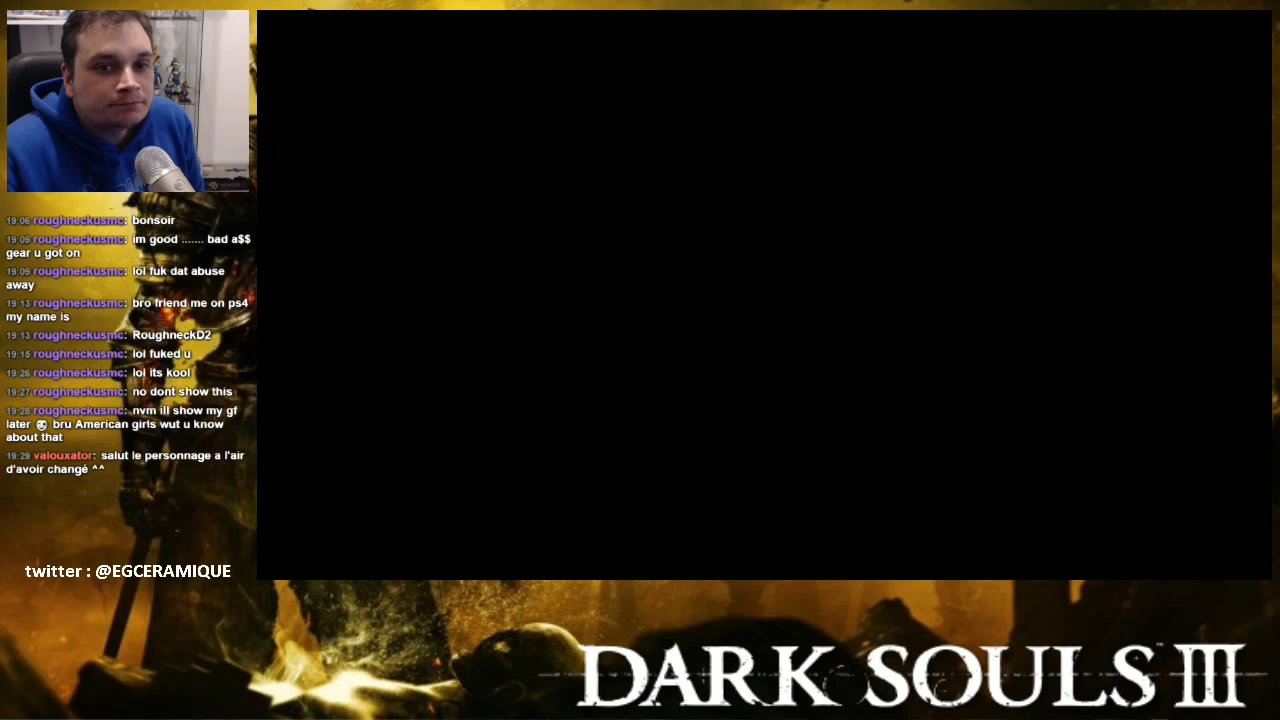 19:06 roughneckusmc: bonsoir
19:09 roughneckusmc: im good ....... bad a$$
gear u got on
19:09 roughneckusmc: lol fuk dat abuse
away
19:13 roughneckusmc: bro friend me on ps4
my name is
19:13 roughneckusmc: RoughneckD2
19:15 roughneckusmc: lol fuked u
19:26 roughneckusmc: lol its kool
19:27 roughneckusmc: no dont show this
19:28 roughneckusmc: nvm ill show my gf
later bru American girls wut u know
about that
19:29 valouxator: salut le personnage a l'air
d'avoir changé ^^
twitter : @EGCERAMIQUE
DARK SOULS III